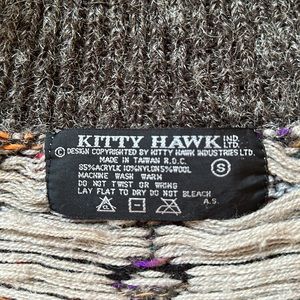 KITTY HAWK IND. LTD.
© DESIGN COPYRIGHTED BY KITTY HAWK INDUSTRIES LTD.
MADE IN TAIWAN R.O.C. S
85%ACRYLIC 10%NYLON 5%WOOL
MACHINE WASH WARM
DO NOT TWIST OR WRING
LAY FLAT TO DRY DO NOT BLEACH
A.S.